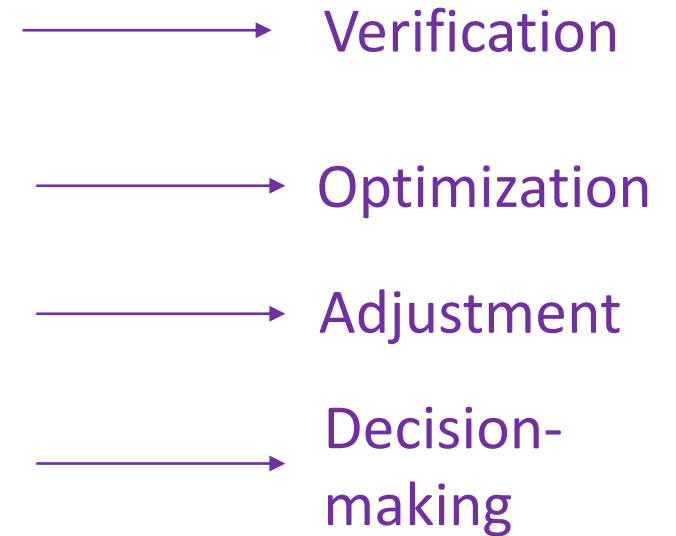 Verification
Optimization
Adjustment
Decision-
making